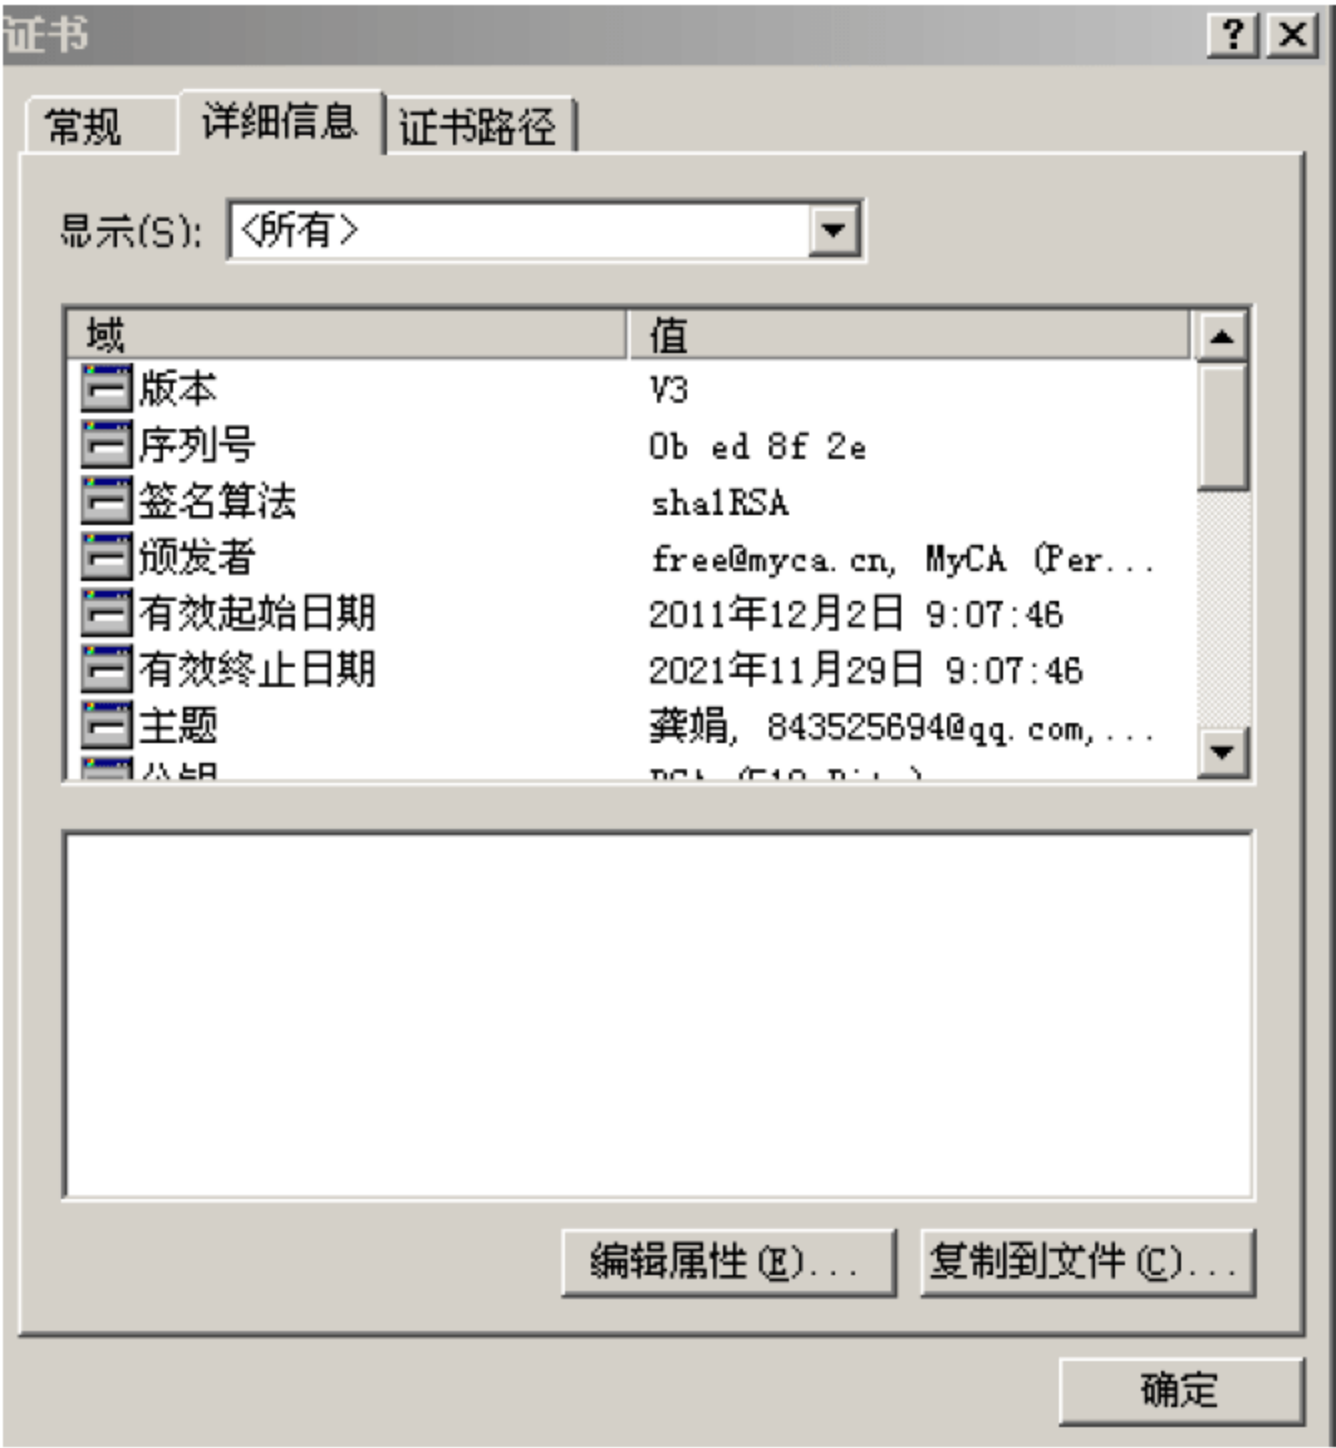 证书
常规 详细信息 证书路径
显示(S): <所有>
域 值
版本 V3
序列号 0b ed 8f 2e
签名算法 sha1RSA
颁发者 free@myca.cn, MyCA (Per...
有效起始日期 2011年12月2日 9:07:46
有效终止日期 2021年11月29日 9:07:46
主题 龚娟, 843525694@qq.com,...
公钥 RSA (512 Bits)
编辑属性(E)... 复制到文件(C)...
确定